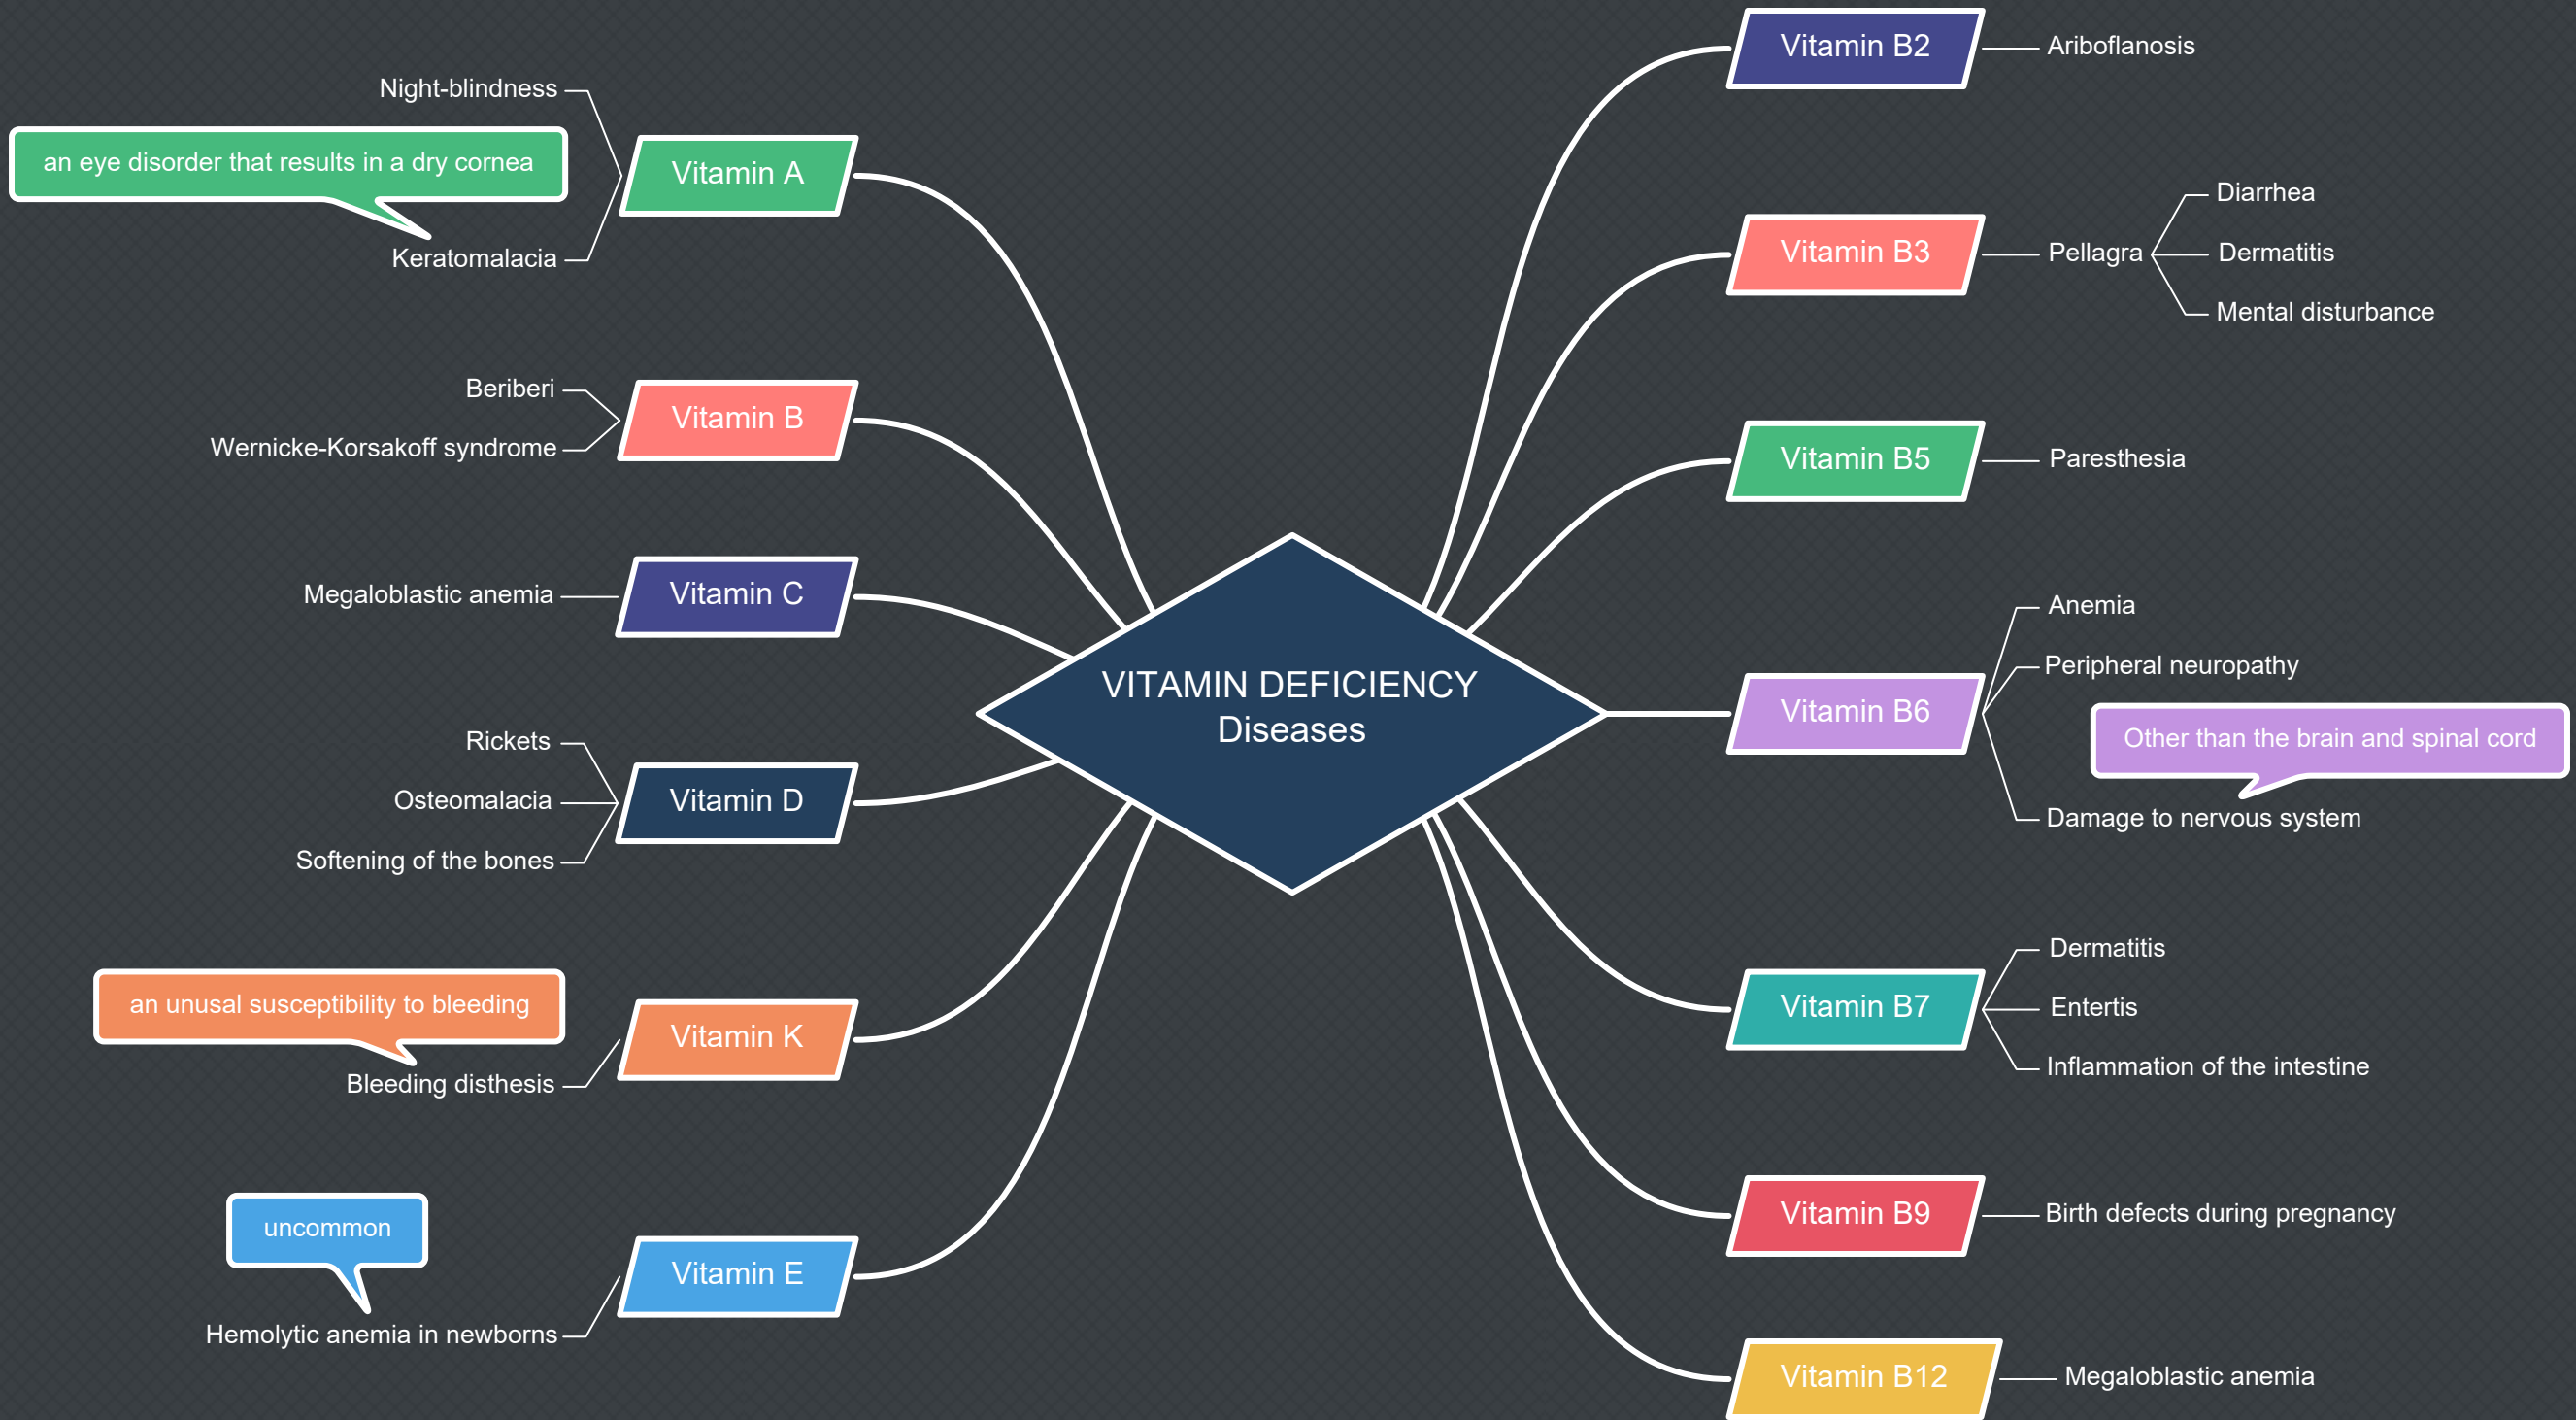 VITAMIN DEFICIENCY
Diseases
Vitamin A
Night-blindness
an eye disorder that results in a dry cornea
Keratomalacia
Vitamin B
Beriberi
Wernicke-Korsakoff syndrome
Vitamin C
Megaloblastic anemia
Vitamin D
Rickets
Osteomalacia
Softening of the bones
Vitamin K
an unusal susceptibility to bleeding
Bleeding disthesis
Vitamin E
uncommon
Hemolytic anemia in newborns
Vitamin B2
Ariboflanosis
Vitamin B3
Pellagra
Diarrhea
Dermatitis
Mental disturbance
Vitamin B5
Paresthesia
Vitamin B6
Anemia
Peripheral neuropathy
Other than the brain and spinal cord
Damage to nervous system
Vitamin B7
Dermatitis
Entertis
Inflammation of the intestine
Vitamin B9
Birth defects during pregnancy
Vitamin B12
Megaloblastic anemia